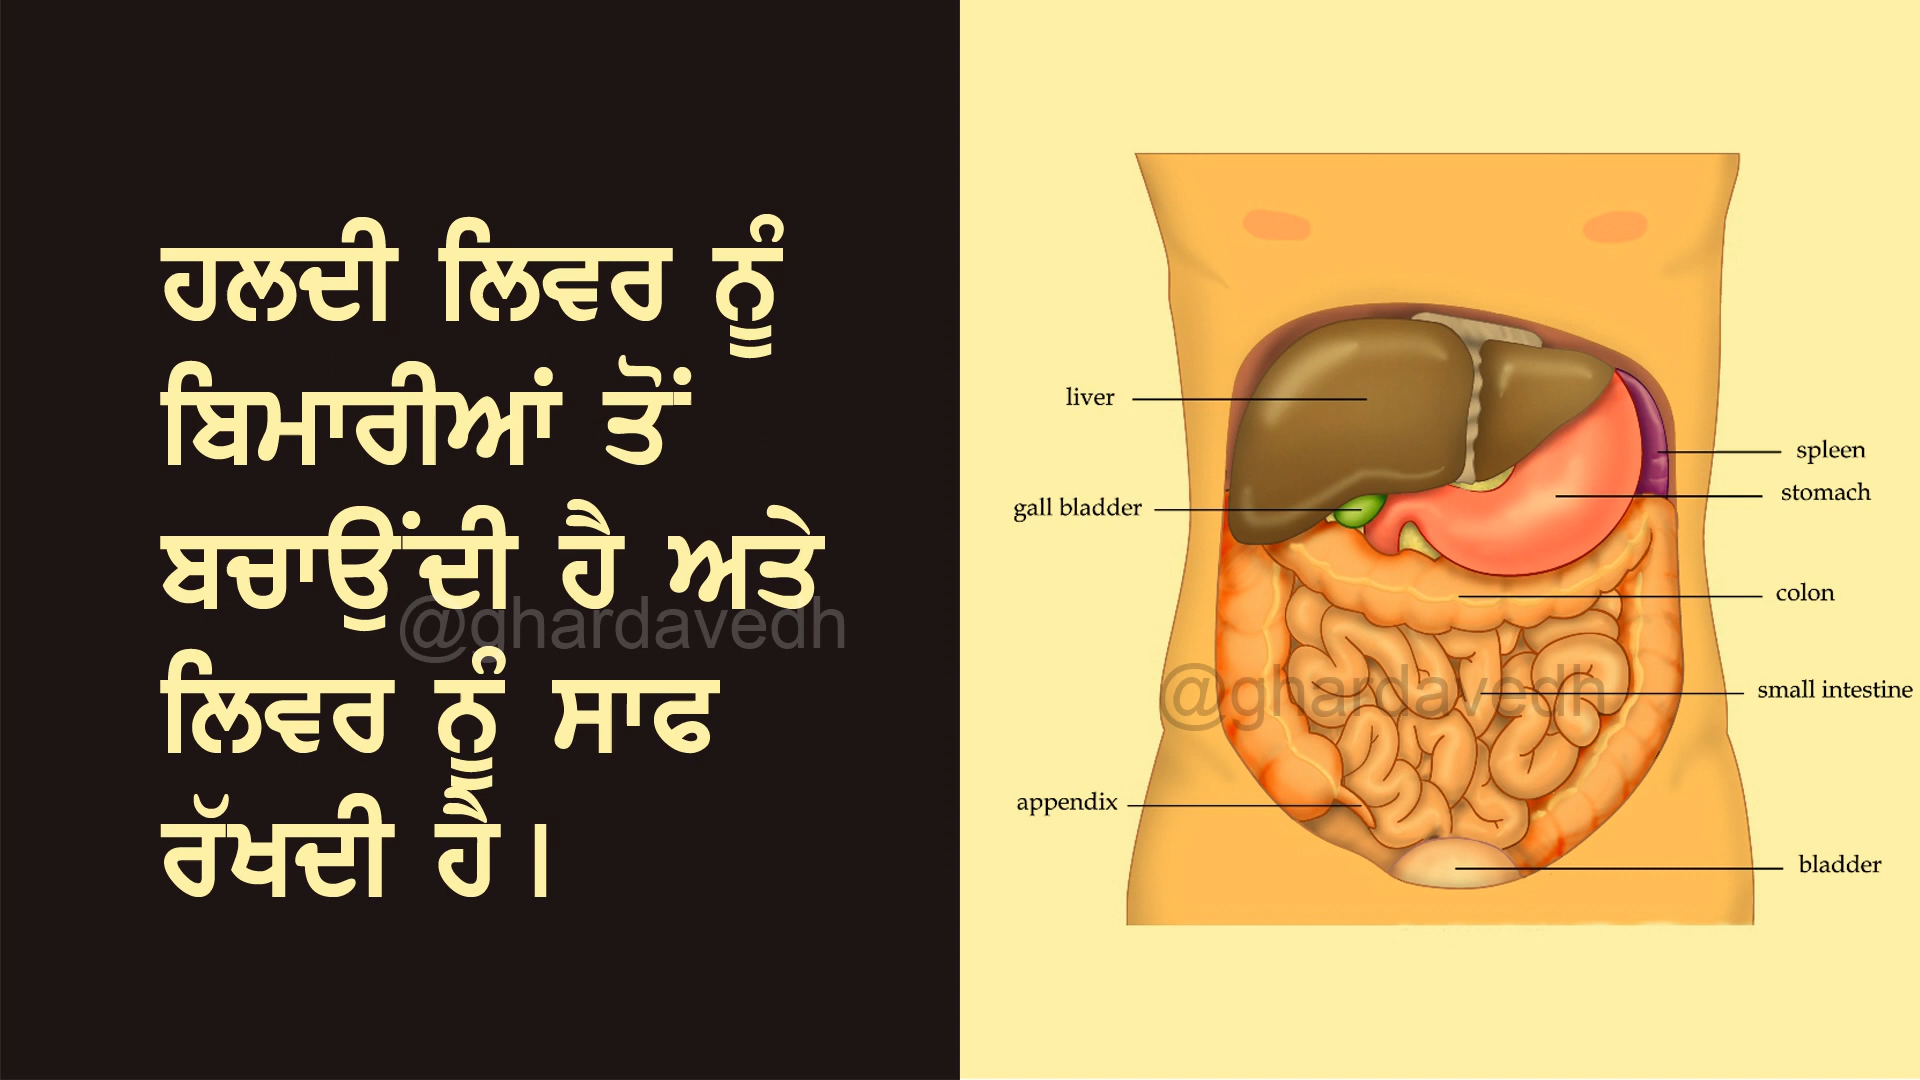 ਹਲਦੀ ਲਿਵਰ ਨੂੰ
ਬਿਮਾਰੀਆਂ ਤੋਂ
ਬਚਾਉਂਦੀ ਹੈ ਅਤੇ
ਲਿਵਰ ਨੂੰ ਸਾਫ
ਰੱਖਦੀ ਹੈ।
@ghardavedh
liver
spleen
stomach
gall bladder
colon
@ghardavedh
small intestine
appendix
bladder